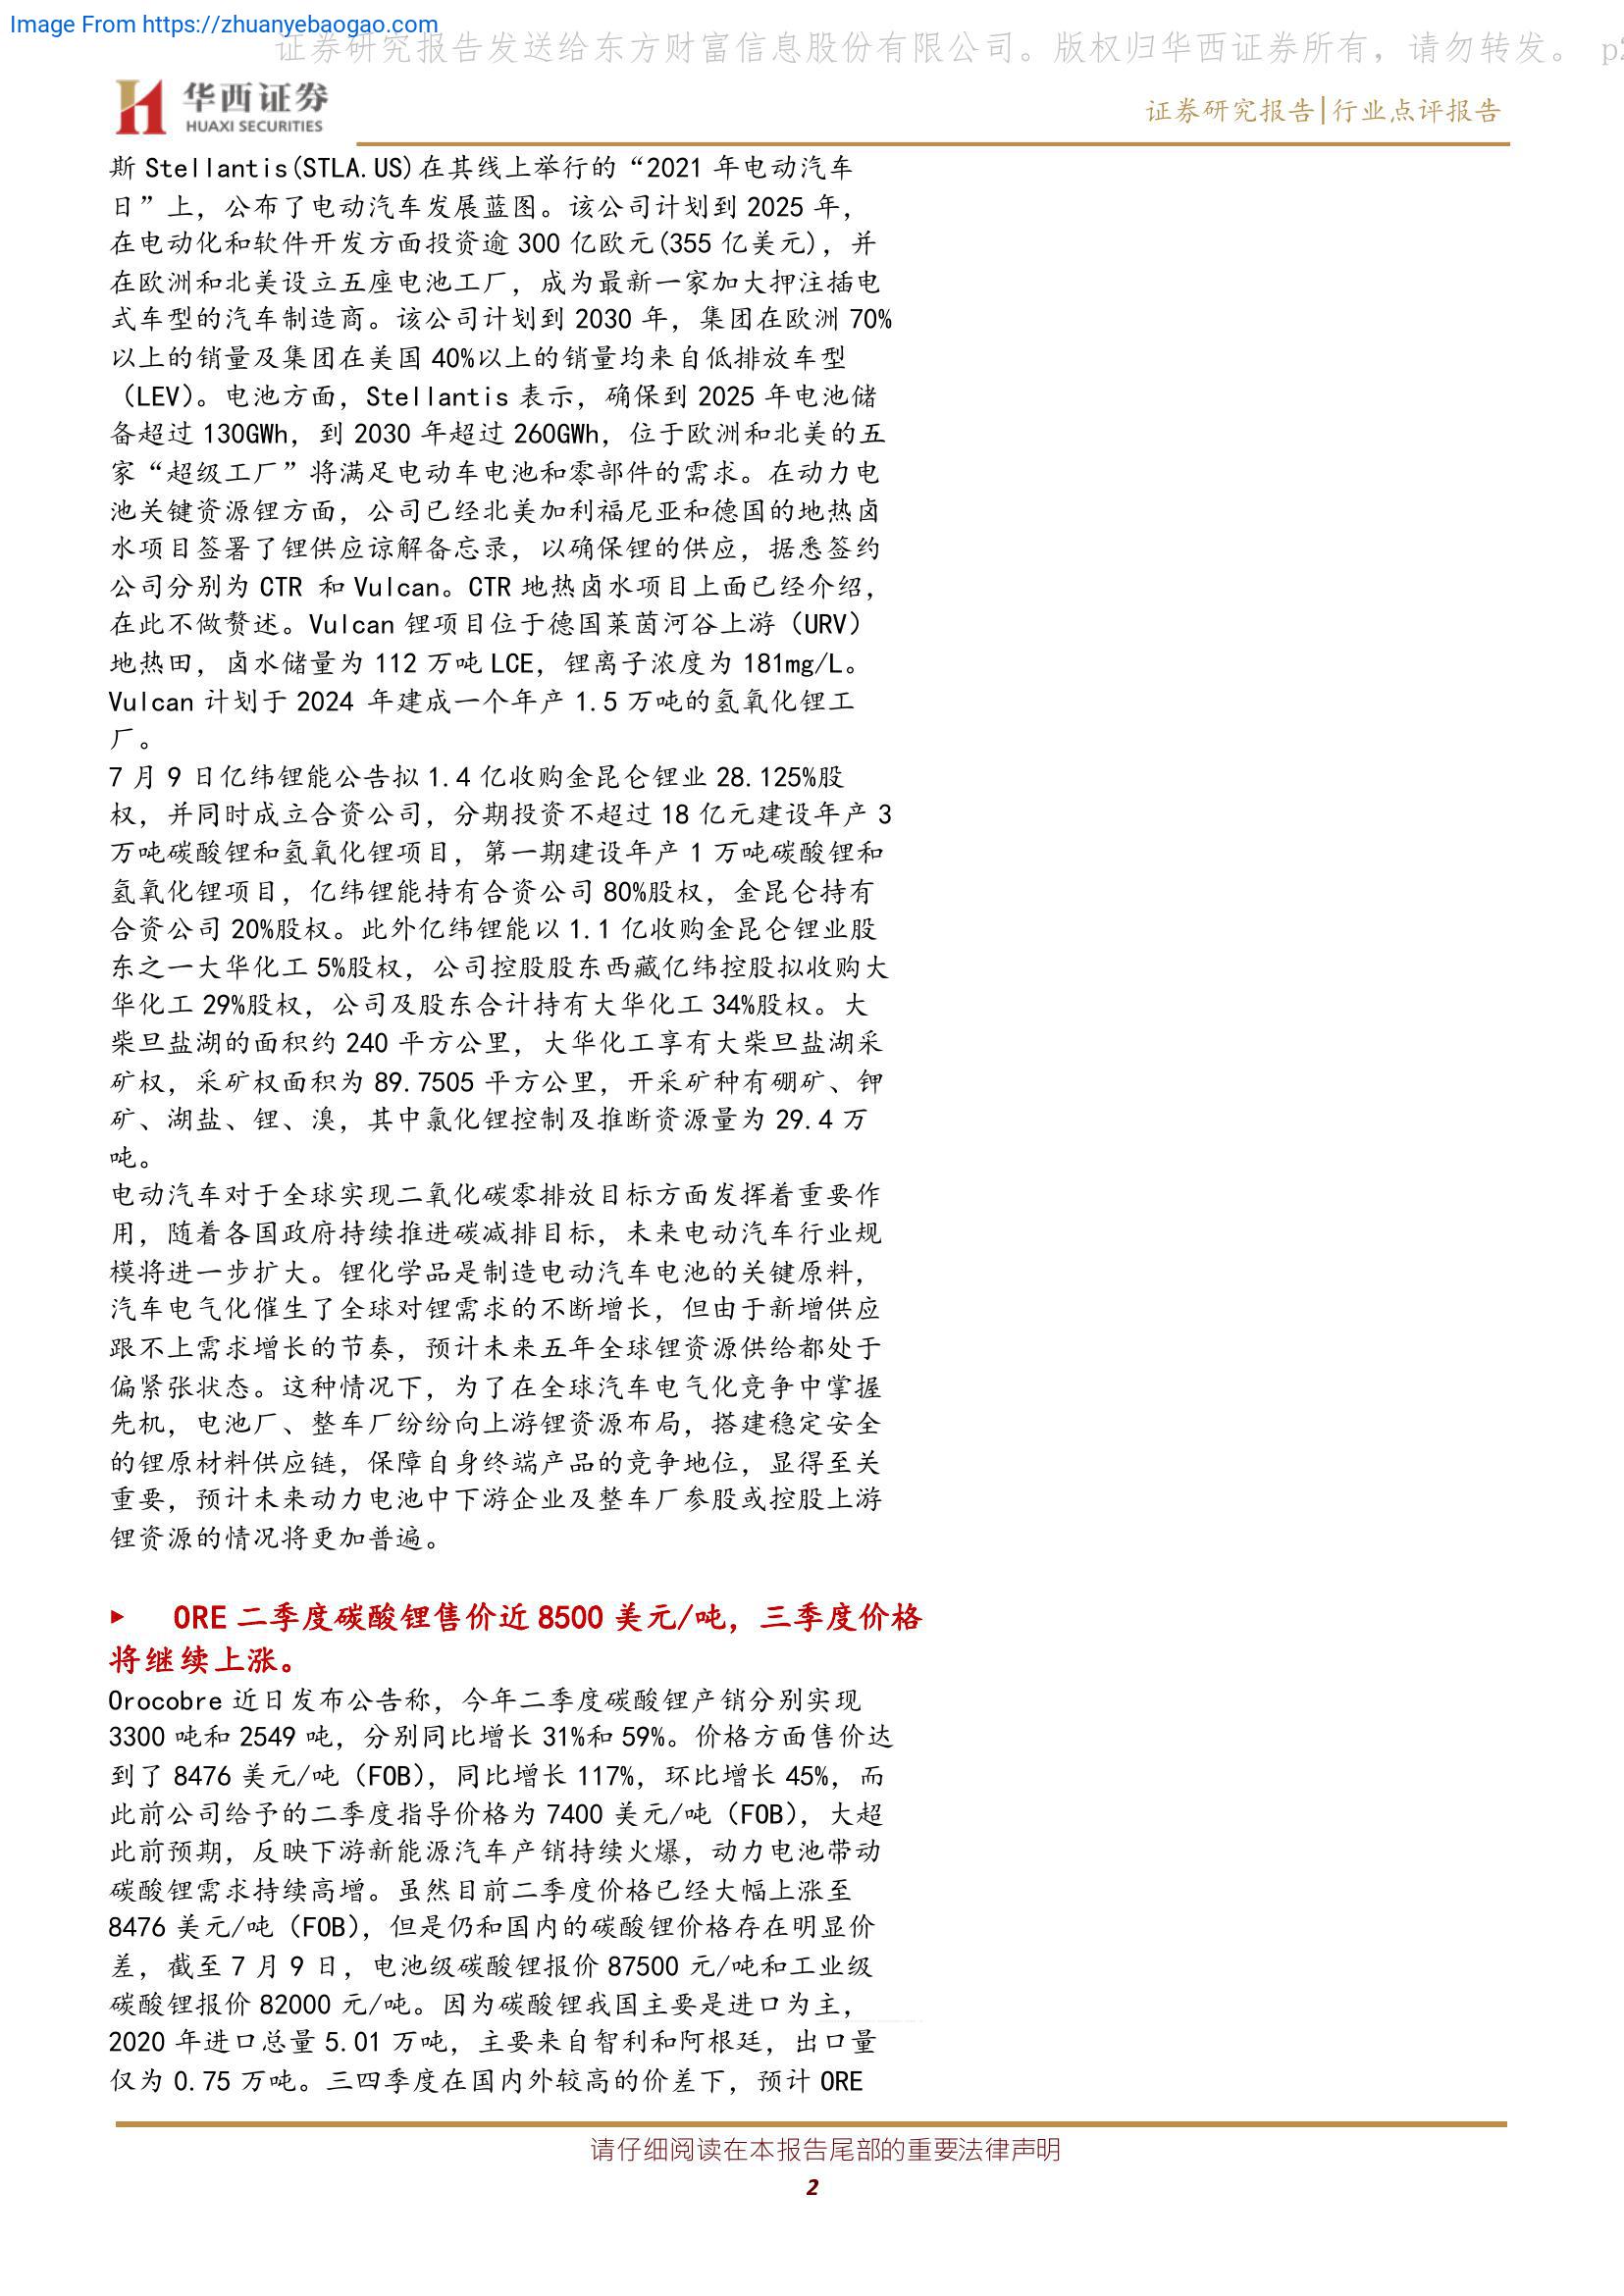 Image From https://zhuanyebaogao.com
证券研究报告发送给东方财富信息股份有限公司。版权归华西证券所有，请勿转发。 p2
华西证券
HUAXI SECURITIES
证券研究报告|行业点评报告
斯 Stellantis(STLA.US)在其线上举行的“2021 年电动汽车
日”上，公布了电动汽车发展蓝图。该公司计划到 2025 年，
在电动化和软件开发方面投资逾 300 亿欧元(355 亿美元)，并
在欧洲和北美设立五座电池工厂，成为最新一家加大押注插电
式车型的汽车制造商。该公司计划到 2030 年，集团在欧洲 70%
以上的销量及集团在美国 40%以上的销量均来自低排放车型
（LEV）。电池方面，Stellantis 表示，确保到 2025 年电池储
备超过 130GWh，到 2030 年超过 260GWh，位于欧洲和北美的五
家“超级工厂”将满足电动车电池和零部件的需求。在动力电
池关键资源锂方面，公司已经北美加利福尼亚和德国的地热卤
水项目签署了锂供应谅解备忘录，以确保锂的供应，据悉签约
公司分别为 CTR 和 Vulcan。CTR 地热卤水项目上面已经介绍，
在此不做赘述。Vulcan 锂项目位于德国莱茵河谷上游（URV）
地热田，卤水储量为 112 万吨 LCE，锂离子浓度为 181mg/L。
Vulcan 计划于 2024 年建成一个年产 1.5 万吨的氢氧化锂工
厂。
7 月 9 日亿纬锂能公告拟 1.4 亿收购金昆仑锂业 28.125%股
权，并同时成立合资公司，分期投资不超过 18 亿元建设年产 3
万吨碳酸锂和氢氧化锂项目，第一期建设年产 1 万吨碳酸锂和
氢氧化锂项目，亿纬锂能持有合资公司 80%股权，金昆仑持有
合资公司 20%股权。此外亿纬锂能以 1.1 亿收购金昆仑锂业股
东之一大华化工 5%股权，公司控股股东西藏亿纬控股拟收购大
华化工 29%股权，公司及股东合计持有大华化工 34%股权。大
柴旦盐湖的面积约 240 平方公里，大华化工享有大柴旦盐湖采
矿权，采矿权面积为 89.7505 平方公里，开采矿种有硼矿、钾
矿、湖盐、锂、溴，其中氯化锂控制及推断资源量为 29.4 万
吨。
电动汽车对于全球实现二氧化碳零排放目标方面发挥着重要作
用，随着各国政府持续推进碳减排目标，未来电动汽车行业规
模将进一步扩大。锂化学品是制造电动汽车电池的关键原料，
汽车电气化催生了全球对锂需求的不断增长，但由于新增供应
跟不上需求增长的节奏，预计未来五年全球锂资源供给都处于
偏紧张状态。这种情况下，为了在全球汽车电气化竞争中掌握
先机，电池厂、整车厂纷纷向上游锂资源布局，搭建稳定安全
的锂原材料供应链，保障自身终端产品的竞争地位，显得至关
重要，预计未来动力电池中下游企业及整车厂参股或控股上游
锂资源的情况将更加普遍。
▶ ORE 二季度碳酸锂售价近 8500 美元/吨，三季度价格
将继续上涨。
Orocobre 近日发布公告称，今年二季度碳酸锂产销分别实现
3300 吨和 2549 吨，分别同比增长 31%和 59%。价格方面售价达
到了 8476 美元/吨（FOB），同比增长 117%，环比增长 45%，而
此前公司给予的二季度指导价格为 7400 美元/吨（FOB），大超
此前预期，反映下游新能源汽车产销持续火爆，动力电池带动
碳酸锂需求持续高增。虽然目前二季度价格已经大幅上涨至
8476 美元/吨（FOB），但是仍和国内的碳酸锂价格存在明显价
差，截至 7 月 9 日，电池级碳酸锂报价 87500 元/吨和工业级
碳酸锂报价 82000 元/吨。因为碳酸锂我国主要是进口为主，
2020 年进口总量 5.01 万吨，主要来自智利和阿根廷，出口量
仅为 0.75 万吨。三四季度在国内外较高的价差下，预计 ORE
请仔细阅读在本报告尾部的重要法律声明
2